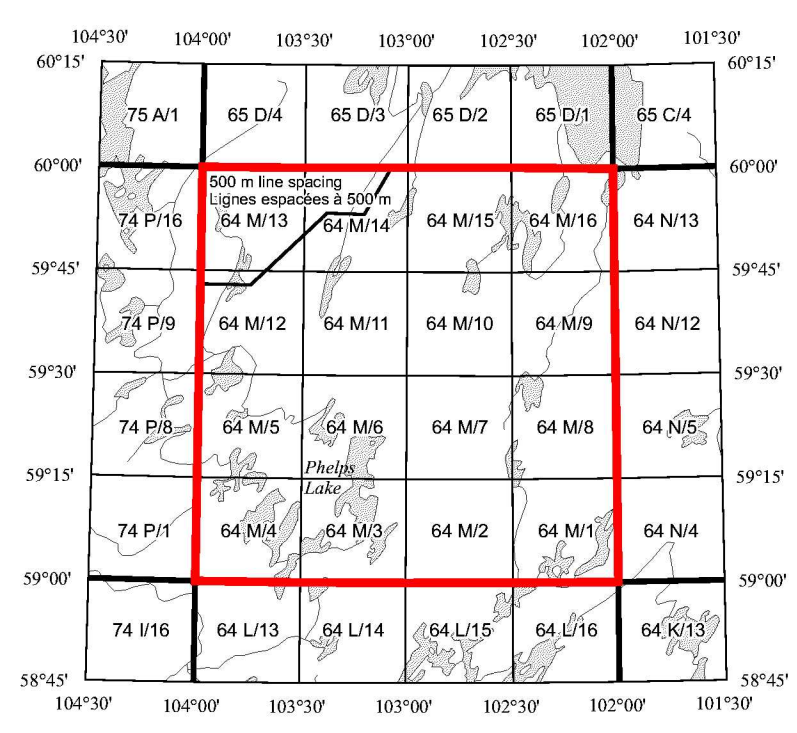 104°30' 104°00' 103°30' 103°00' 102°30' 102°00' 101°30'
60°15' 60°15'
75 A/1 65 D/4 65 D/3 65 D/2 65 D/1 65 C/4
60°00' 60°00'
500 m line spacing
Lignes espacées à 500 m
74 P/16 64 M/13 64 M/14 64 M/15 64 M/16 64 N/13
59°45' 59°45'
74 P/9 64 M/12 64 M/11 64 M/10 64 M/9 64 N/12
59°30' 59°30'
74 P/8 64 M/5 64 M/6 64 M/7 64 M/8 64 N/5
Phelps
59°15' 59°15'
Lake
74 P/1 64 M/4 64 M/3 64 M/2 64 M/1 64 N/4
59°00' 59°00'
74 I/16 64 L/13 64 L/14 64 L/15 64 L/16 64 K/13
58°45' 58°45'
104°30' 104°00' 103°30' 103°00' 102°30' 102°00' 101°30'